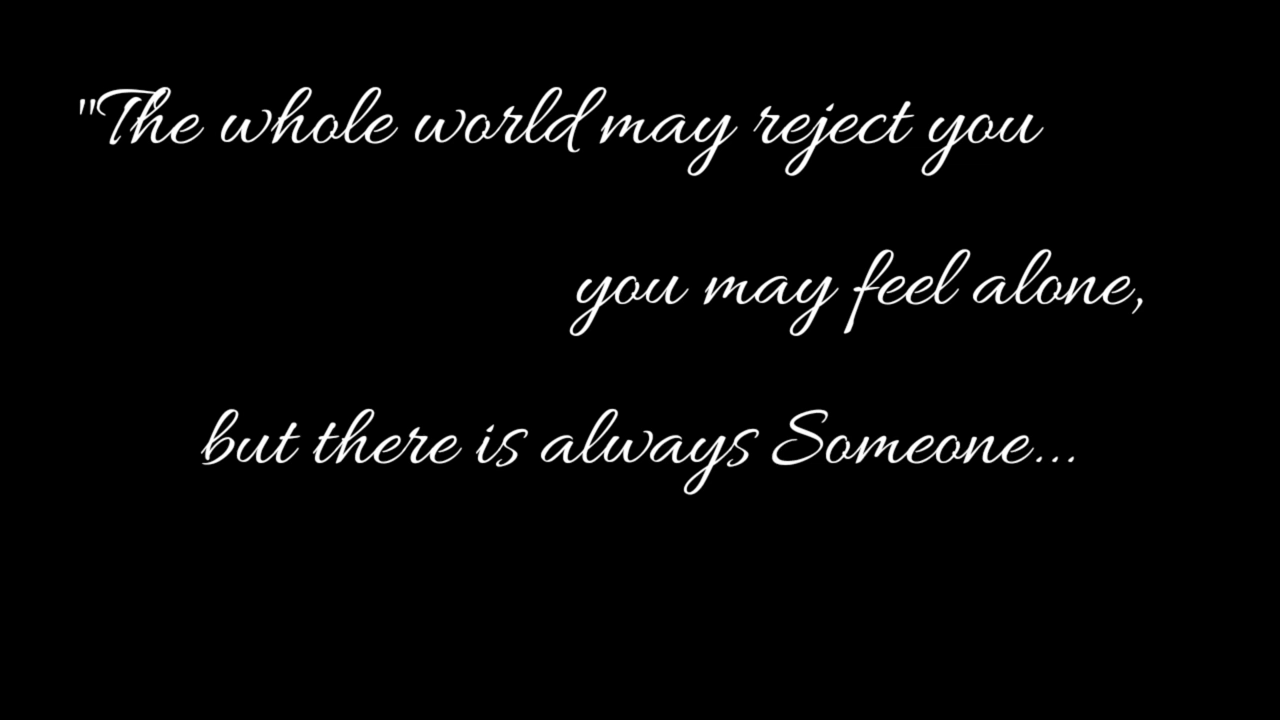 "The whole world may reject you
you may feel alone,
but there is always Someone...